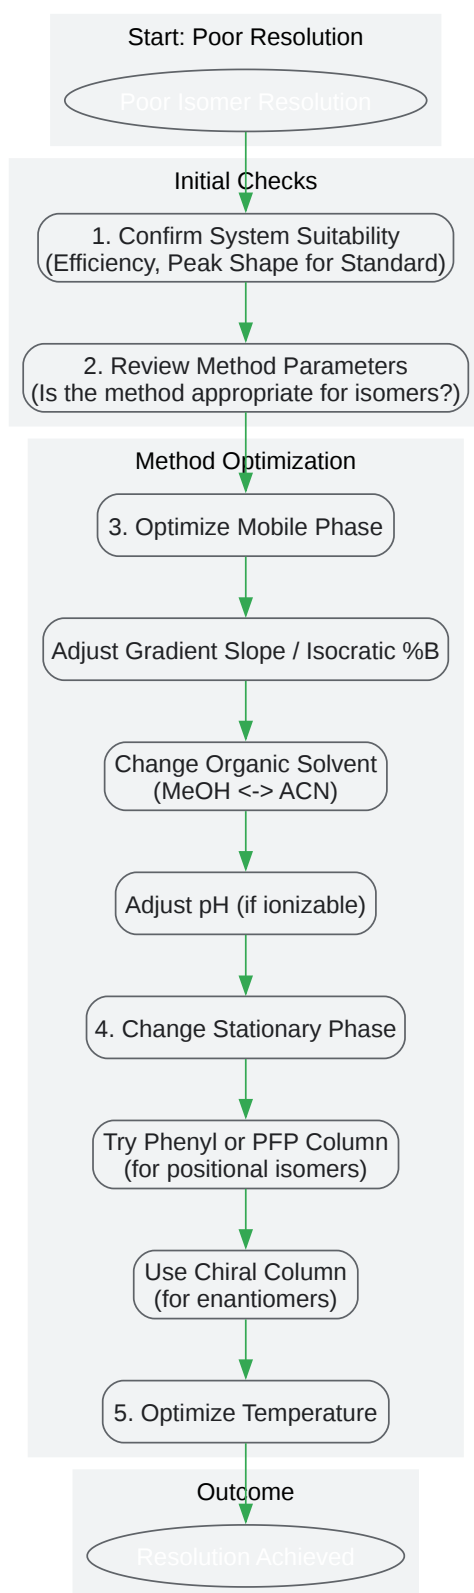 Start: Poor Resolution
Poor Isomer Resolution
Initial Checks
1. Confirm System Suitability
(Efficiency, Peak Shape for Standard)
2. Review Method Parameters
(Is the method appropriate for isomers?)
Method Optimization
3. Optimize Mobile Phase
Adjust Gradient Slope / Isocratic %B
Change Organic Solvent
(MeOH <-> ACN)
Adjust pH (if ionizable)
4. Change Stationary Phase
Try Phenyl or PFP Column
(for positional isomers)
Use Chiral Column
(for enantiomers)
5. Optimize Temperature
Outcome
Resolution Achieved